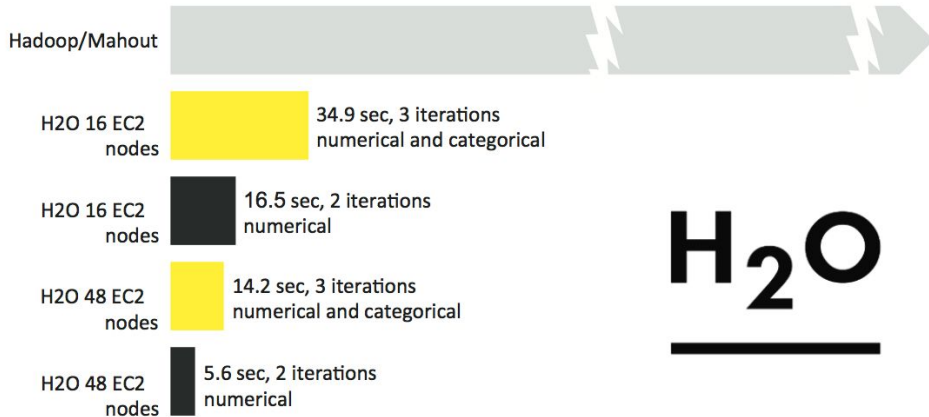 Hadoop/Mahout
H2O 16 EC2
nodes
34.9 sec, 3 iterations
numerical and categorical
H2O 16 EC2
nodes
16.5 sec, 2 iterations
numerical
H2O 48 EC2
nodes
14.2 sec, 3 iterations
numerical and categorical
H2O 48 EC2
nodes
5.6 sec, 2 iterations
numerical
H2O